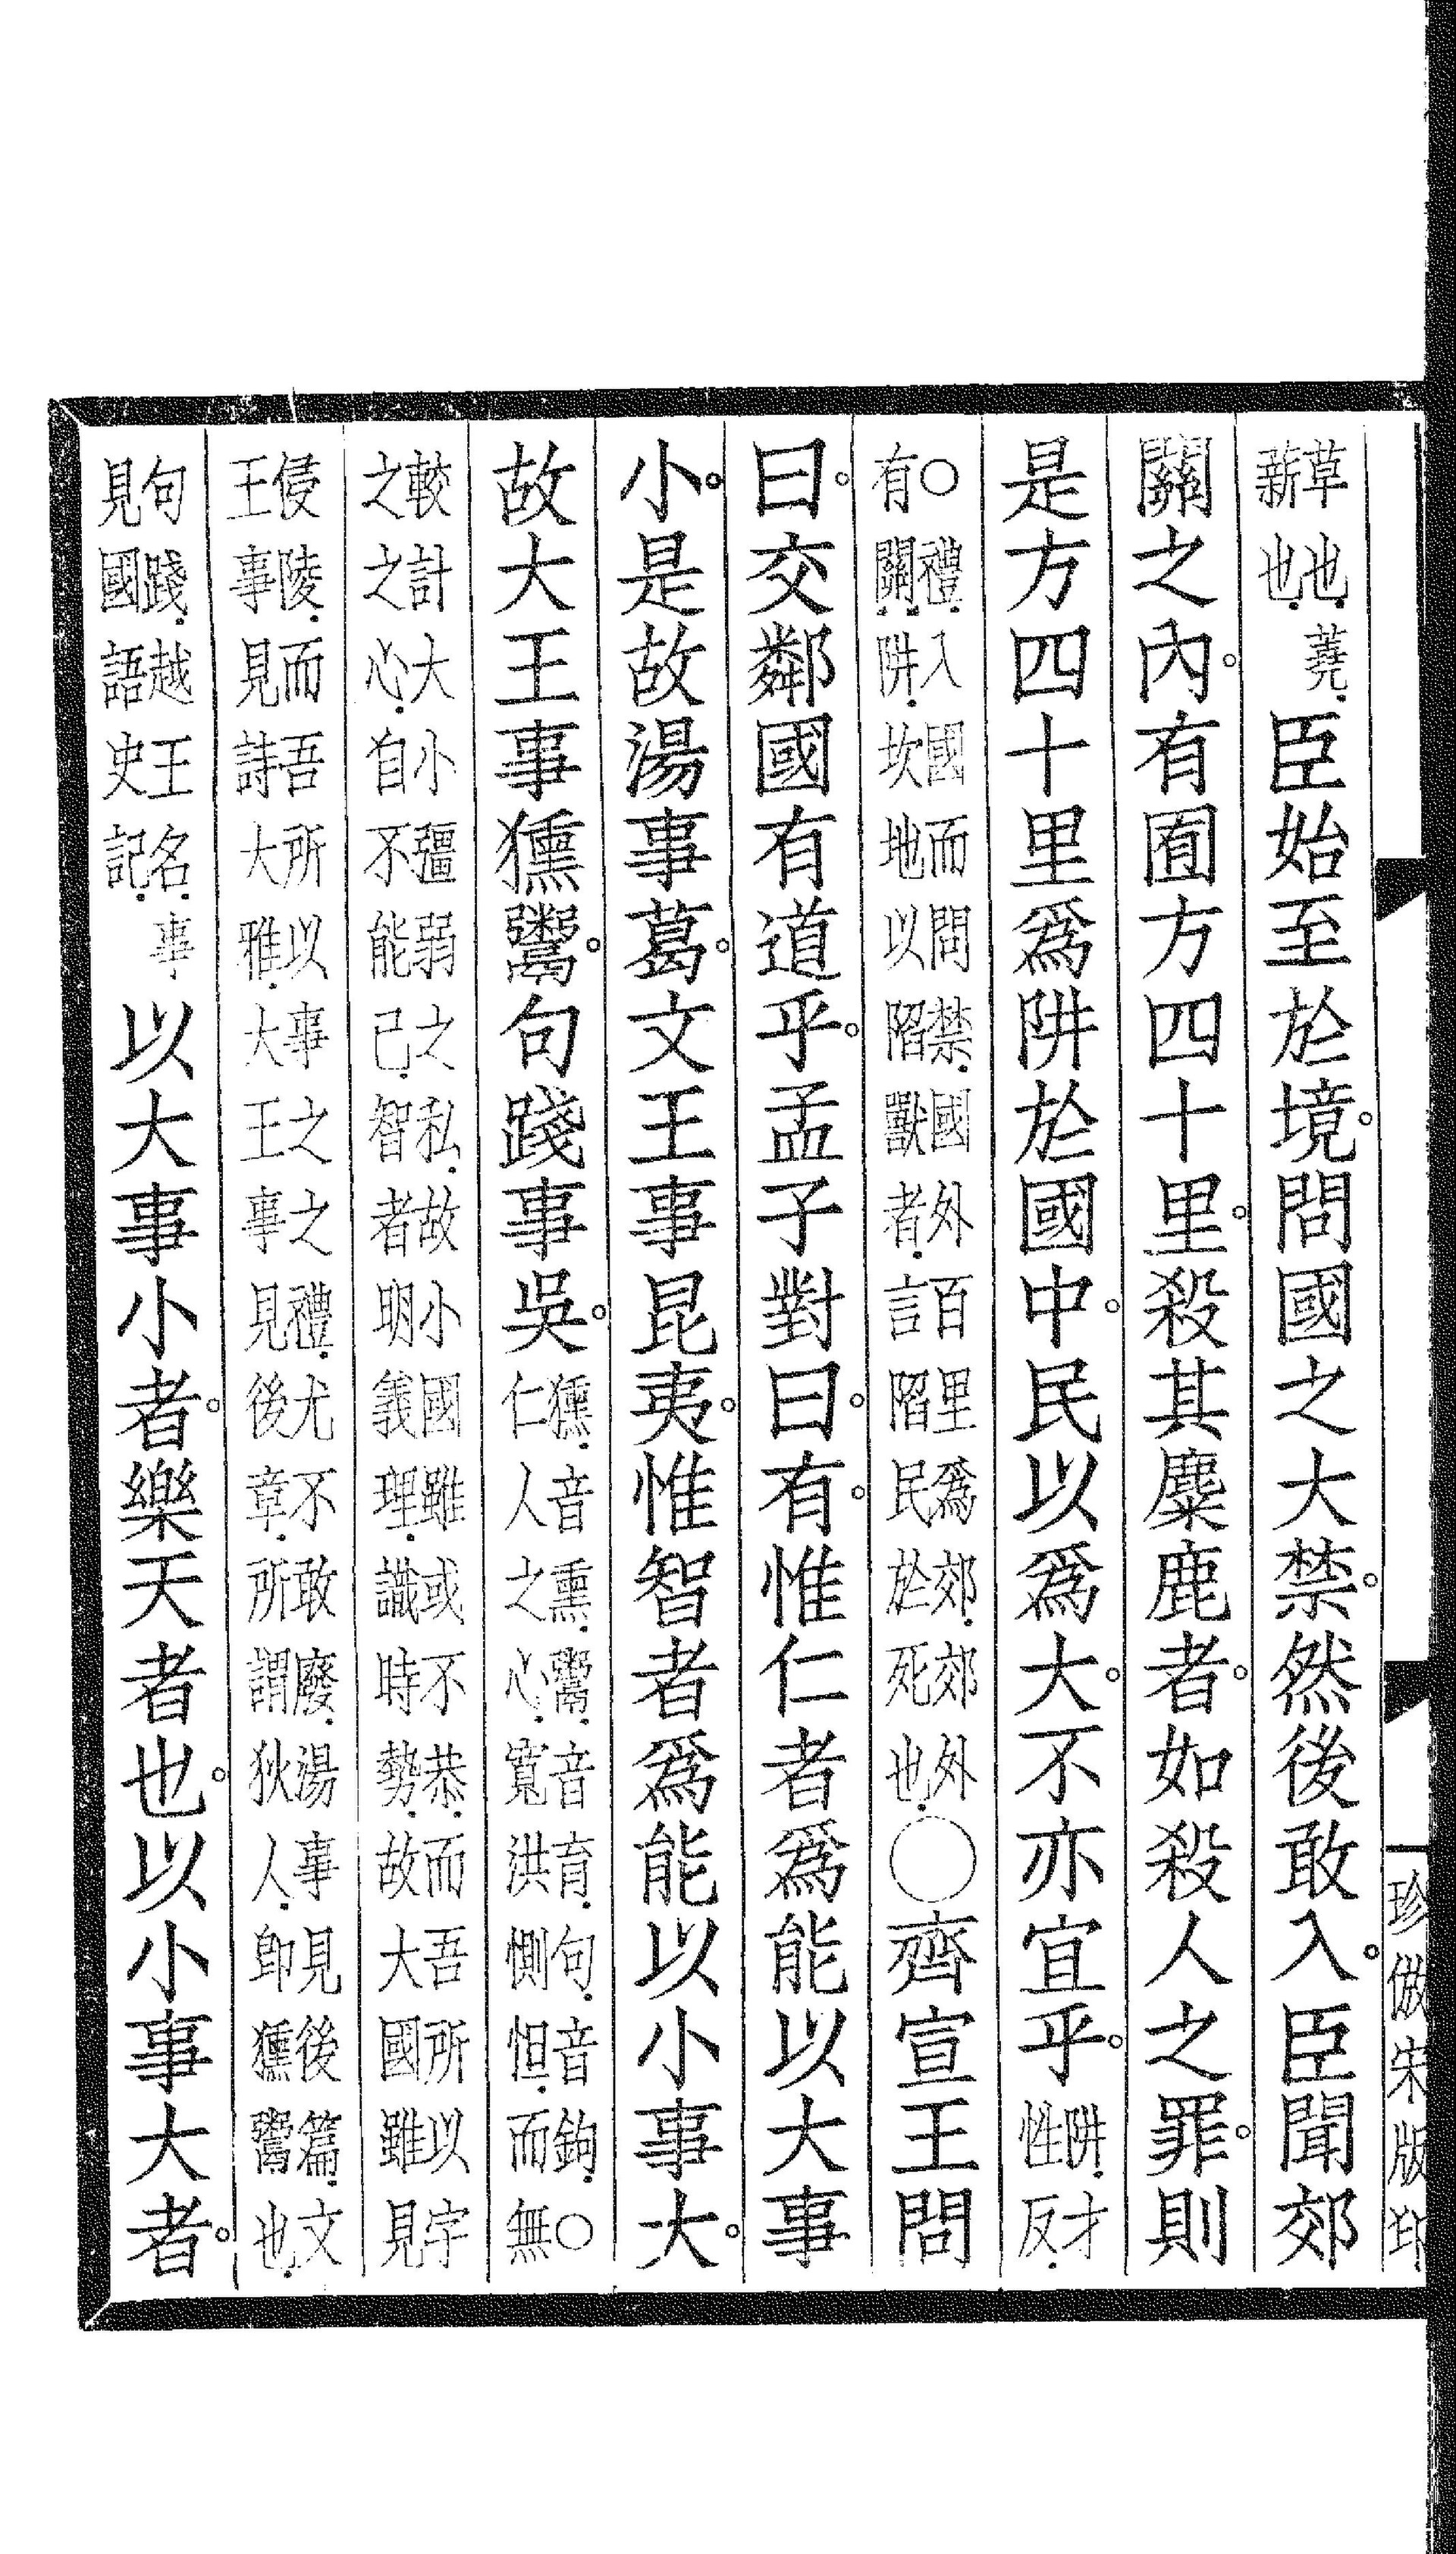 珍倣宋版印
草也。蕘。薪也。臣始至於境。問國之大禁。然後敢入。臣聞郊
關之內。有囿方四十里。殺其麋鹿者。如殺人之罪。則
是方四十里爲阱於國中。民以爲大。不亦宜乎。阱。才性反。
○禮。入國而問禁。國外百里爲郊。郊外有關。阱。坎地以陷獸者。言陷民於死也。◯齊宣王問
曰。交鄰國有道乎。孟子對曰。有。惟仁者爲能以大事
小。是故湯事葛。文王事昆夷。惟智者爲能以小事大。
故大王事獯鬻。句踐事吳。獯。音熏。鬻。音育。句。音鉤。○仁人之心。寬洪惻怛。而無
較計大小彊弱之私。故小國雖或不恭。而吾所以字之之心。自不能已。智者明義理。識時勢。故大國雖見
侵陵。而吾所以事之之禮。尤不敢廢。湯事見後篇。文王事見詩大雅。大王事見後章。所謂狄人。卽獯鬻也。
句踐。越王名。事見國語史記。以大事小者。樂天者也。以小事大者。